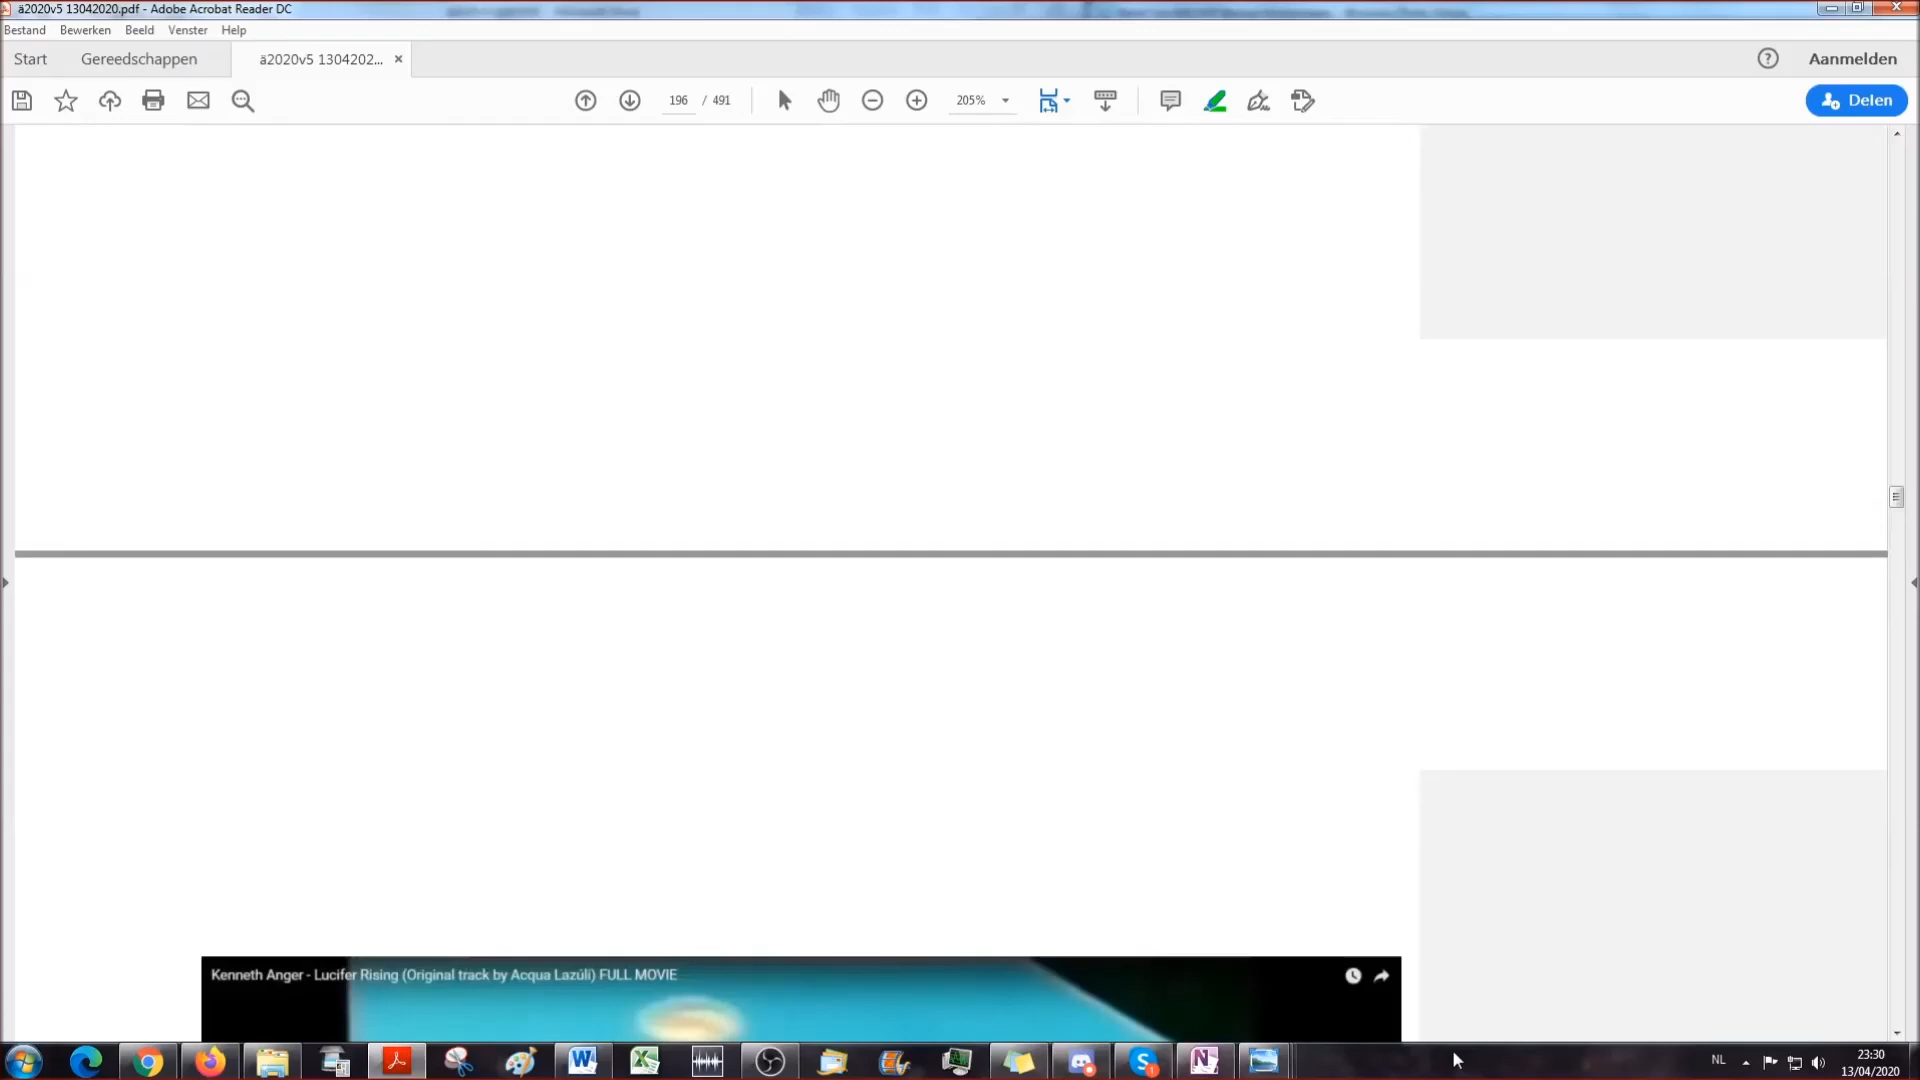 ä2020v5 13042020.pdf - Adobe Acrobat Reader DC
Bestand Bewerken Beeld Venster Help
Start Gereedschappen ä2020v5 1304202... × Aanmelden
196 / 491 205% Delen
Kenneth Anger - Lucifer Rising (Original track by Acqua Lazúli) FULL MOVIE
NL 23:30
13/04/2020